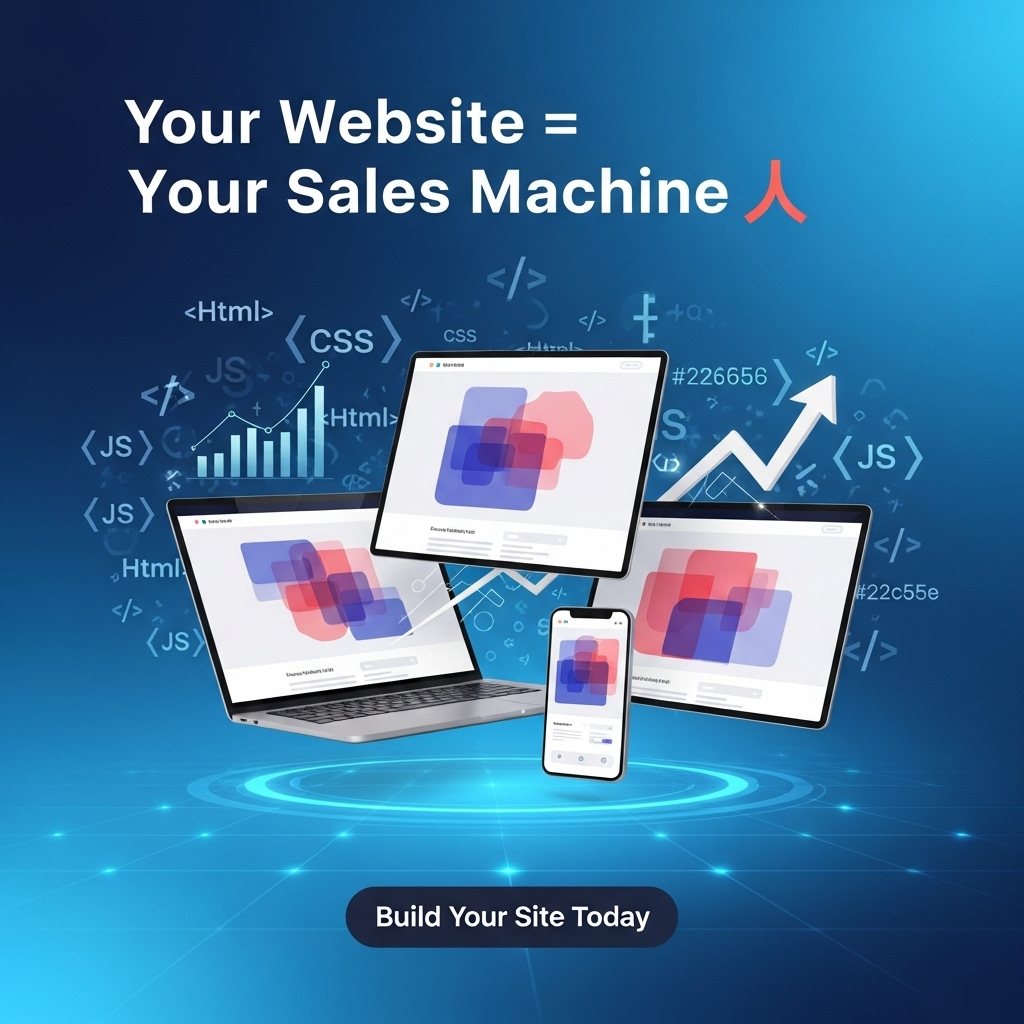 Your Website =
Your Sales Machine 人
</>
<Html>
</>
CSS
</>
〈CSS〉
JS
#226656
</>
</>
<Html>
S
〈JS〉
〈JS〉
〈JS〉
</>
Html
#22c55e
</>
</>
〈JS〉
</>
Build Your Site Today